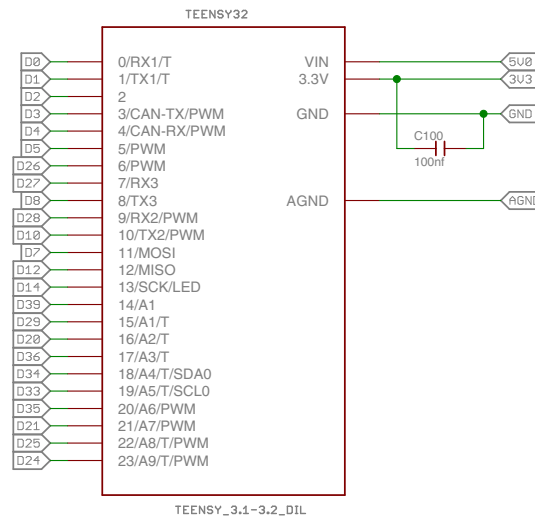 TEENSY32
D0 0/RX1/T VIN 5V0
D1 1/TX1/T 3.3V 3V3
D2 2
D3 3/CAN-TX/PWM GND GND
D4 4/CAN-RX/PWM
D5 5/PWM C100
D26 6/PWM 100nf
D27 7/RX3
D8 8/TX3 AGND AGND
D28 9/RX2/PWM
D10 10/TX2/PWM
D7 11/MOSI
D12 12/MISO
D14 13/SCK/LED
D39 14/A1
D29 15/A1/T
D20 16/A2/T
D36 17/A3/T
D34 18/A4/T/SDA0
D33 19/A5/T/SCL0
D35 20/A6/PWM
D21 21/A7/PWM
D25 22/A8/T/PWM
D24 23/A9/T/PWM
TEENSY_3.1-3.2_DIL